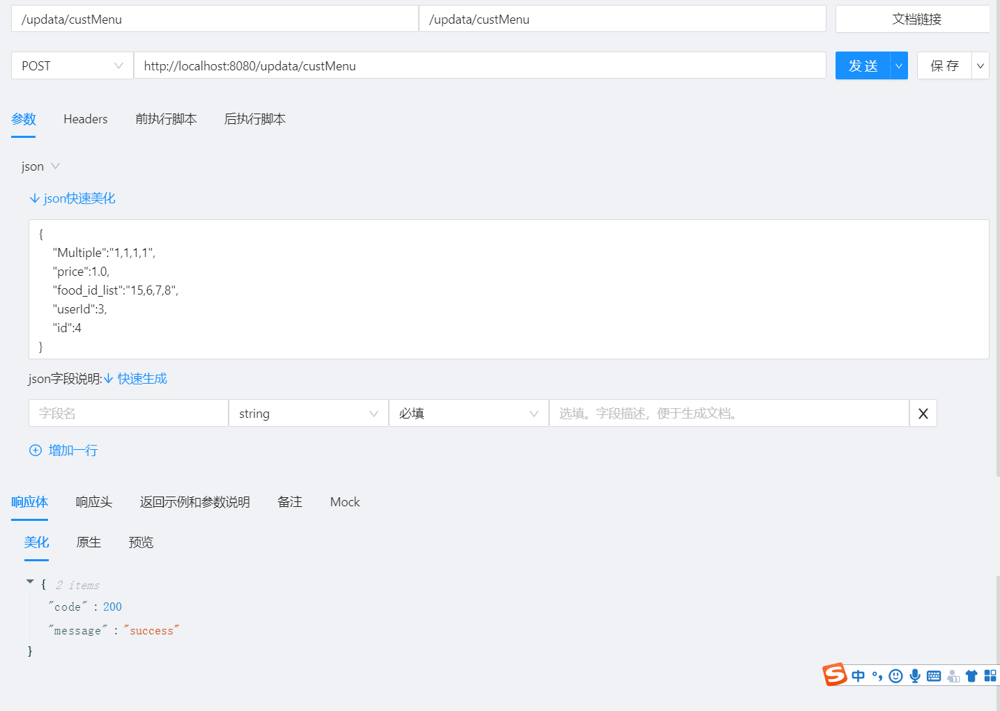 /updata/custMenu /updata/custMenu 文档链接
POST http://localhost:8080/updata/custMenu 发 送 保 存
参数 Headers 前执行脚本 后执行脚本
json
json快速美化
{
"Multiple":"1,1,1,1",
"price":1.0,
"food_id_list":"15,6,7,8",
"userId":3,
"id":4
}
json字段说明: 快速生成
字段名 string 必填 选填。字段描述，便于生成文档。 X
增加一行
响应体 响应头 返回示例和参数说明 备注 Mock
美化 原生 预览
{ 2 items
"code" : 200
"message" : "success"
}
S 中 °,